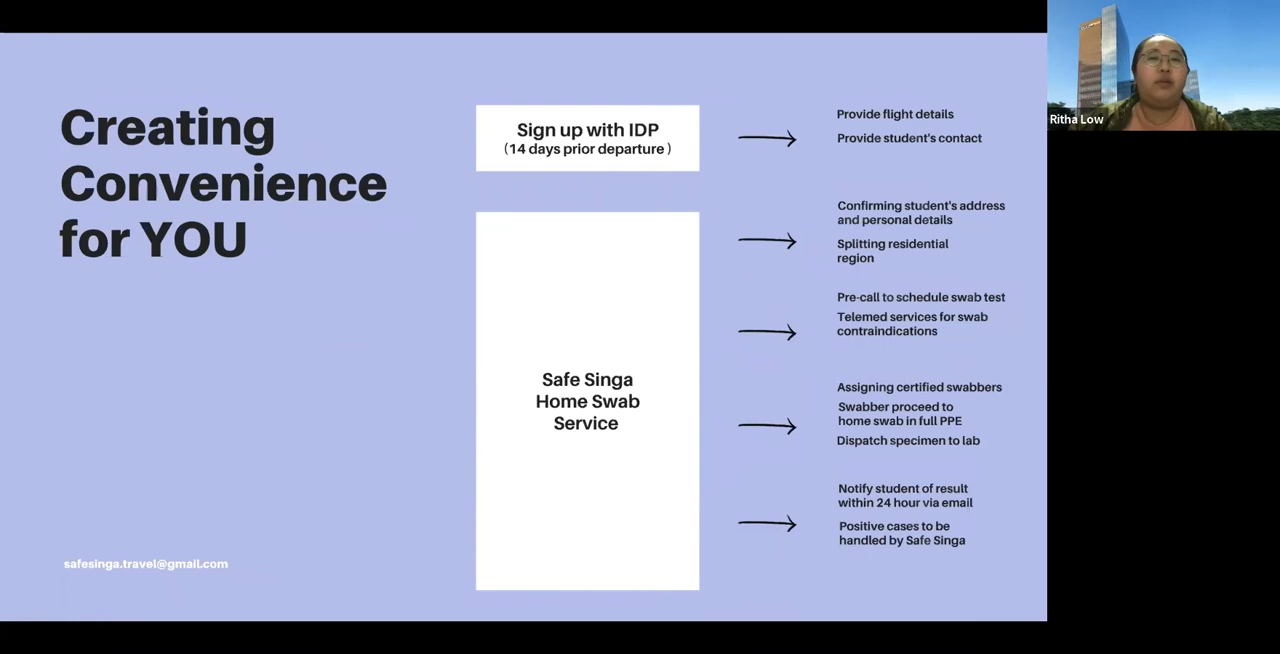 Creating
Convenience
for YOU
Sign up with IDP
(14 days prior departure )
Provide flight details
Provide student's contact
Safe Singa
Home Swab
Service
Confirming student's address
and personal details
Splitting residential
region
Pre-call to schedule swab test
Telemed services for swab
contraindications
Assigning certified swabbers
Swabber proceed to
home swab in full PPE
Dispatch specimen to lab
Notify student of result
within 24 hour via email
Positive cases to be
handled by Safe Singa
safesinga.travel@gmail.com
Ritha Low